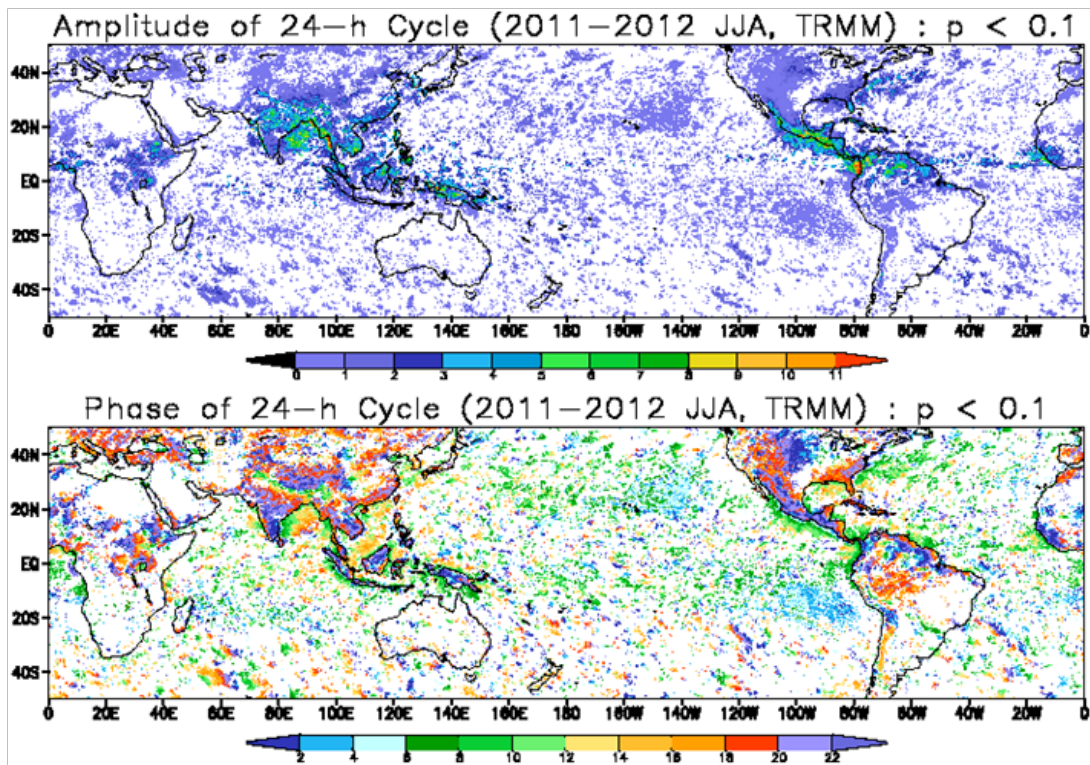 Amplitude of 24-h Cycle (2011-2012 JJA, TRMM) : p < 0.1
40N
20N
EQ
20S
40S
0 20E 40E 60E 80E 100E 120E 140E 160E 180 160W 140W 120W 100W 80W 60W 40W 20W 0
0 1 2 3 4 5 6 7 8 9 10 11
Phase of 24-h Cycle (2011-2012 JJA, TRMM) : p < 0.1
40N
20N
EQ
20S
40S
0 20E 40E 60E 80E 100E 120E 140E 160E 180 160W 140W 120W 100W 80W 60W 40W 20W 0
2 4 6 8 10 12 14 16 18 20 22